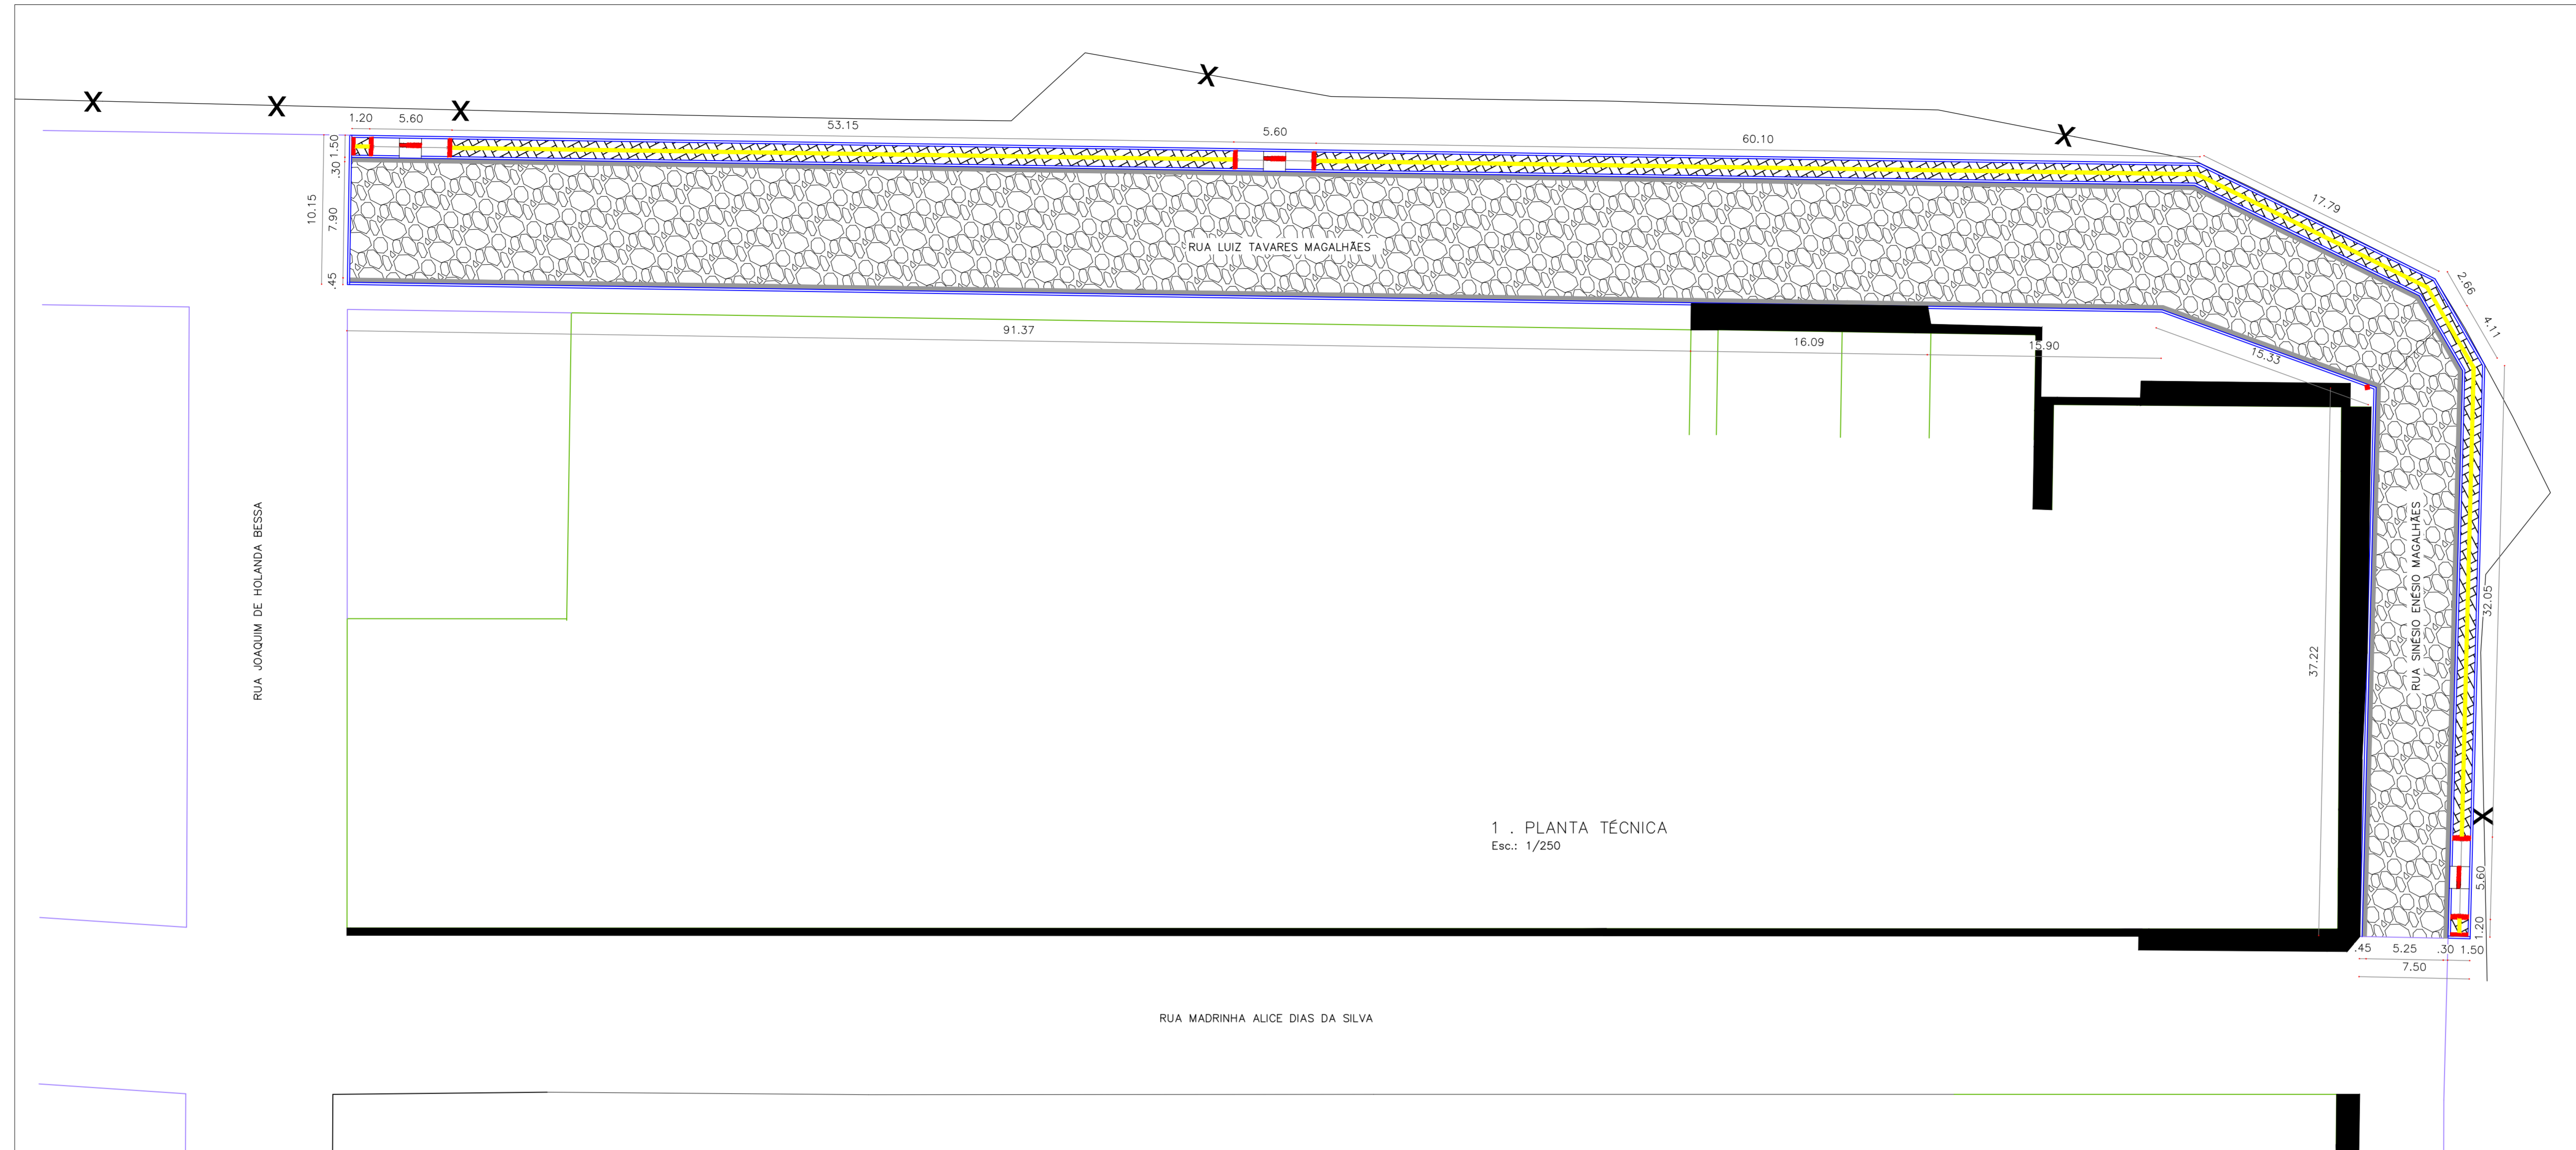 1.20
5.60
53.15
5.60
60.10
17.79
2.66
4.11
1.50
.30
10.15
7.90
.45
RUA LUIZ TAVARES MAGALHÃES
91.37
16.09
15.90
15.33
RUA JOAQUIM DE HOLANDA BESSA
RUA SINÉSIO ENÉSIO MAGALHÃES
32.05
37.22
1 . PLANTA TÉCNICA
Esc.: 1/250
5.60
1.20
.45
5.25
.30
1.50
7.50
RUA MADRINHA ALICE DIAS DA SILVA
X
X
X
X
X
X